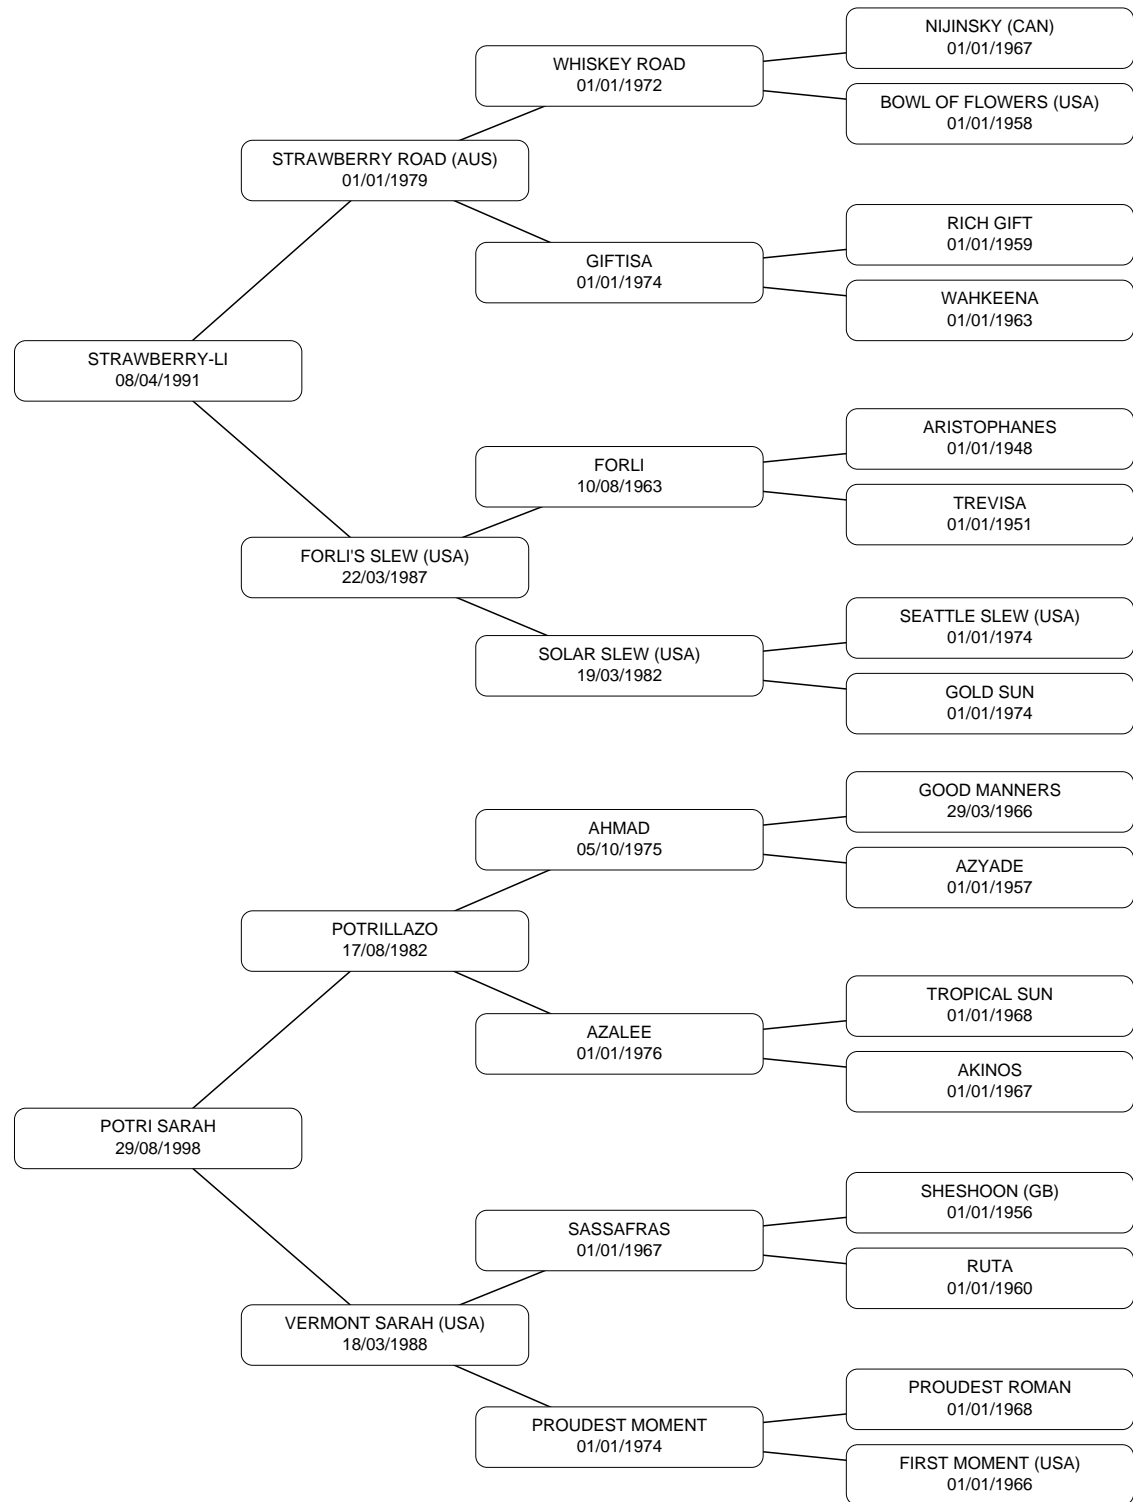 NIJINSKY (CAN)
01/01/1967
WHISKEY ROAD
01/01/1972
BOWL OF FLOWERS (USA)
01/01/1958
STRAWBERRY ROAD (AUS)
01/01/1979
RICH GIFT
01/01/1959
GIFTISA
01/01/1974
WAHKEENA
01/01/1963
STRAWBERRY-LI
08/04/1991
ARISTOPHANES
01/01/1948
FORLI
10/08/1963
TREVISA
01/01/1951
FORLI'S SLEW (USA)
22/03/1987
SEATTLE SLEW (USA)
01/01/1974
SOLAR SLEW (USA)
19/03/1982
GOLD SUN
01/01/1974
GOOD MANNERS
29/03/1966
AHMAD
05/10/1975
AZYADE
01/01/1957
POTRILLAZO
17/08/1982
TROPICAL SUN
01/01/1968
AZALEE
01/01/1976
AKINOS
01/01/1967
POTRI SARAH
29/08/1998
SHESHOON (GB)
01/01/1956
SASSAFRAS
01/01/1967
RUTA
01/01/1960
VERMONT SARAH (USA)
18/03/1988
PROUDEST ROMAN
01/01/1968
PROUDEST MOMENT
01/01/1974
FIRST MOMENT (USA)
01/01/1966